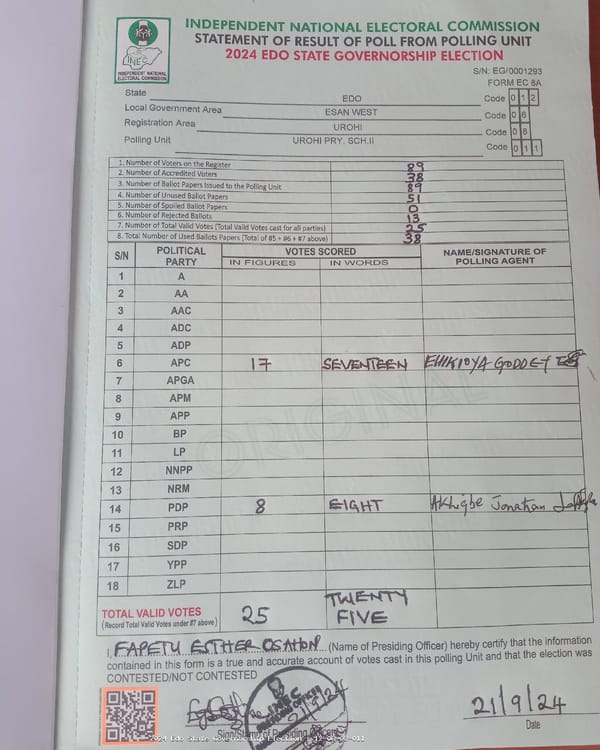 INDEPENDENT NATIONAL ELECTORAL COMMISSION
STATEMENT OF RESULT OF POLL FROM POLLING UNIT
2024 EDO STATE GOVERNORSHIP ELECTION
INEC
INDEPENDENT NATIONAL
ELECTORAL COMMISSION
S/N: EG/0001293
FORM EC 8A
State EDO Code 0 1 2
Local Government Area ESAN WEST Code 0 6
Registration Area UROHI Code 0 8
Polling Unit UROHI PRY. SCH.II Code 0 1 1
1. Number of Voters on the Register 89
2. Number of Accredited Voters 38
3. Number of Ballot Papers Issued to the Polling Unit 89
4. Number of Unused Ballot Papers 51
5. Number of Spoiled Ballot Papers 0
6. Number of Rejected Ballots 13
7. Number of Total Valid Votes (Total Valid Votes cast for all parties) 25
8. Total Number of Used Ballots Papers (Total of #5 + #6 + #7 above) 38
S/N POLITICAL PARTY VOTES SCORED NAME/SIGNATURE OF POLLING AGENT
IN FIGURES IN WORDS
1 A
2 AA
3 AAC
4 ADC
5 ADP
6 APC 17 SEVENTEEN EHIKIOYA GODDEY
7 APGA
8 APM
9 APP
10 BP
11 LP
12 NNPP
13 NRM
14 PDP 8 EIGHT Akhigbe Jonathan
15 PRP
16 SDP
17 YPP
18 ZLP
ORIGINAL
TOTAL VALID VOTES 25 TWENTY FIVE
(Record Total Valid Votes under #7 above)
I, FAPETU ESTHER OSAHON (Name of Presiding Officer) hereby certify that the information
contained in this form is a true and accurate account of votes cast in this polling Unit and that the election was
CONTESTED/NOT CONTESTED
INEC
21/9/24
21/9/24
Sign/Stamp of Presiding Officer
Date
2024 Edo State Governorship Election